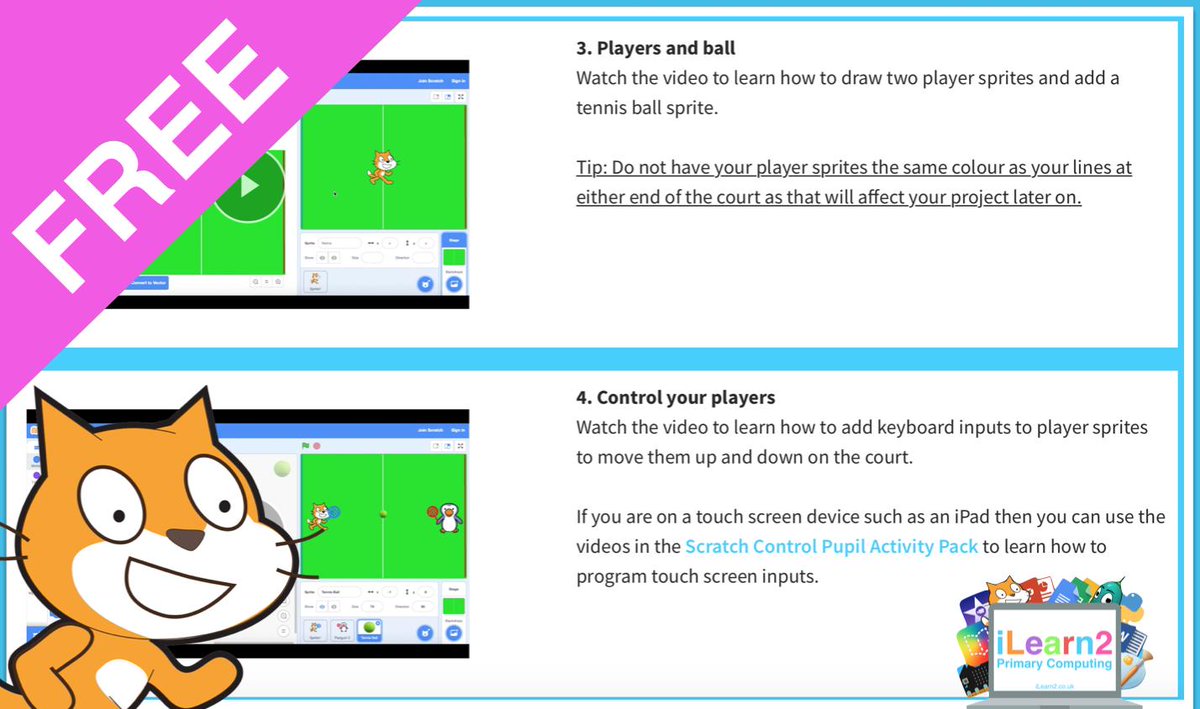 FREE
3. Players and ball
Watch the video to learn how to draw two player sprites and add a
tennis ball sprite.
Tip: Do not have your player sprites the same colour as your lines at
either end of the court as that will affect your project later on.
Join Scratch Sign in
Sprite Name
Show Size Direction
Stage
Backdrops
Sprite1
Convert to Vector
4. Control your players
Watch the video to learn how to add keyboard inputs to player sprites
to move them up and down on the court.
If you are on a touch screen device such as an iPad then you can use the
videos in the Scratch Control Pupil Activity Pack to learn how to
program touch screen inputs.
Join Scratch Sign in
Sprite Tennis Ball
Show Size Direction
Stage
Sprite1 Penguin 2 Tennis Ball
iLearn2
Primary Computing
iLearn2.co.uk